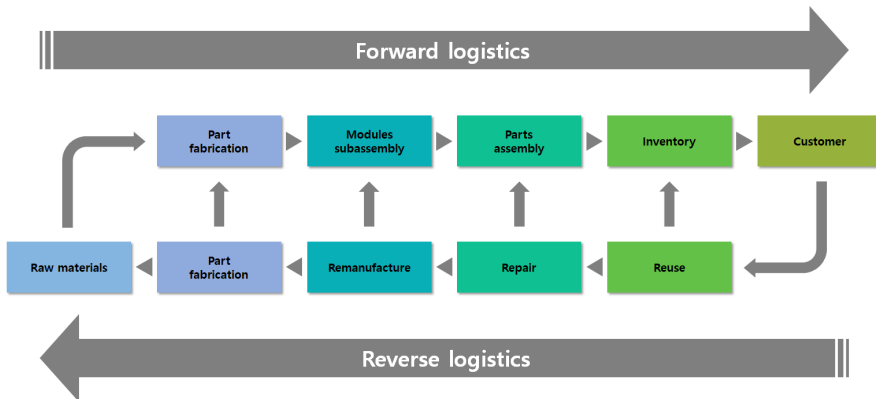 Forward logistics
Part
fabrication
Modules
subassembly
Parts
assembly
Inventory
Customer
Raw materials
Part
fabrication
Remanufacture
Repair
Reuse
Reverse logistics